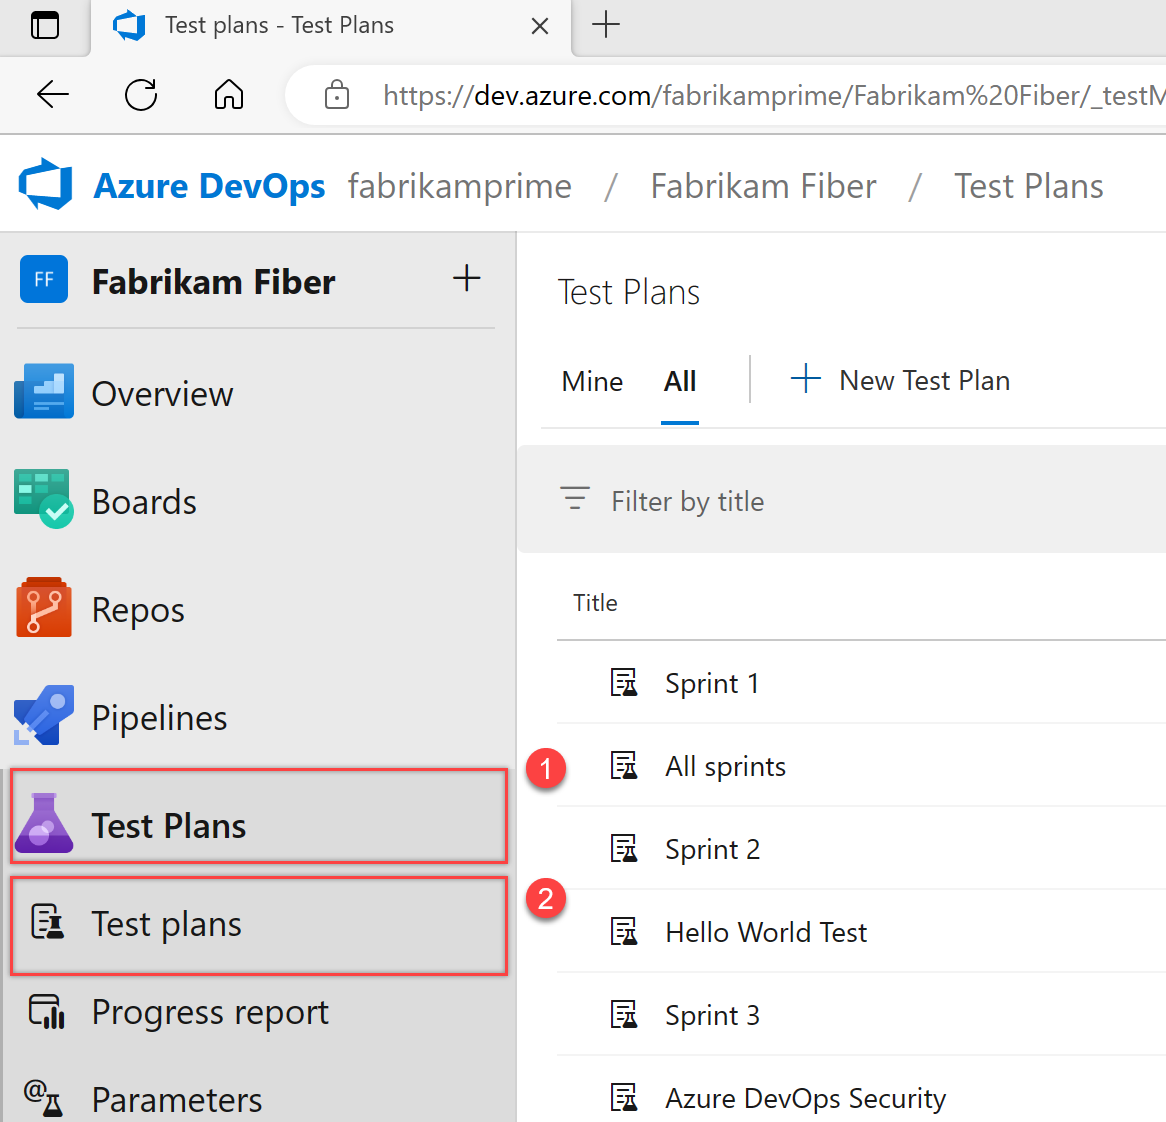 Test plans - Test Plans
https://dev.azure.com/fabrikamprime/Fabrikam%20Fiber/_testM
Azure DevOps fabrikamprime / Fabrikam Fiber / Test Plans
FF Fabrikam Fiber
Overview
Boards
Repos
Pipelines
Test Plans
1
Test plans
2
Progress report
@ Parameters
Test Plans
Mine All New Test Plan
Filter by title
Title
Sprint 1
All sprints
Sprint 2
Hello World Test
Sprint 3
Azure DevOps Security